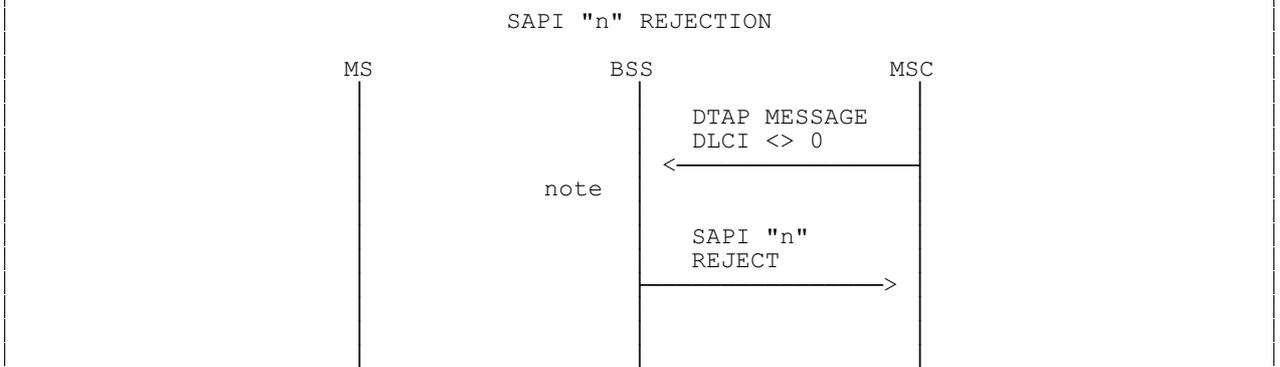 SAPI "n" REJECTION
MS BSS MSC
DTAP MESSAGE
DLCI <> 0
note
SAPI "n"
REJECT